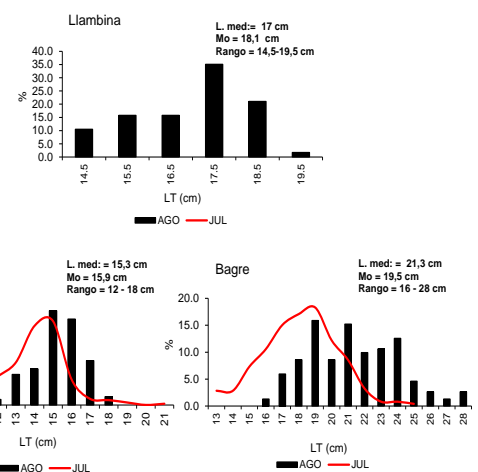 Llambina
L. med:= 17 cm
Mo = 18,1 cm
Rango = 14,5-19,5 cm
40.0
35.0
30.0
25.0
20.0
15.0
10.0
5.0
0.0
%
14.5 15.5 16.5 17.5 18.5 19.5
LT (cm)
AGO JUL
L. med: = 15,3 cm
Mo = 15,9 cm
Rango = 12 - 18 cm
13 14 15 16 17 18 19 20 21
LT (cm)
AGO JUL
Bagre
L. med: = 21,3 cm
Mo = 19,5 cm
Rango = 16 - 28 cm
20.0
15.0
10.0
5.0
0.0
%
13 14 15 16 17 18 19 20 21 22 23 24 25 26 27 28
LT (cm)
AGO JUL